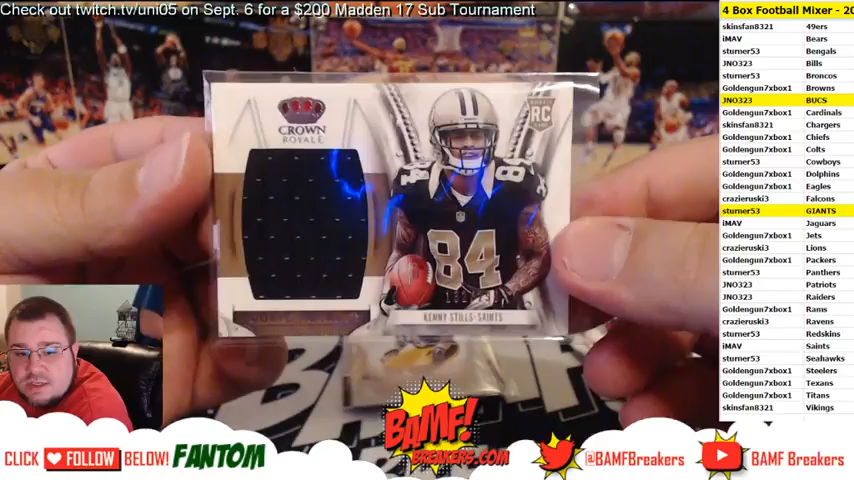 Check out twitch.tv/uni05 on Sept. 6 for a $200 Madden 17 Sub Tournament
4 Box Football Mixer - 20
skinsfan8321 49ers
iMAV Bears
sturner53 Bengals
JNO323 Bills
sturner53 Broncos
Goldengun7xbox1 Browns
JNO323 BUCS
Goldengun7xbox1 Cardinals
skinsfan8321 Chargers
Goldengun7xbox1 Chiefs
Goldengun7xbox1 Colts
sturner53 Cowboys
Goldengun7xbox1 Dolphins
Goldengun7xbox1 Eagles
crazieruski3 Falcons
sturner53 GIANTS
iMAV Jaguars
Goldengun7xbox1 Jets
crazieruski3 Lions
Goldengun7xbox1 Packers
sturner53 Panthers
JNO323 Patriots
JNO323 Raiders
Goldengun7xbox1 Rams
crazieruski3 Ravens
sturner53 Redskins
iMAV Saints
sturner53 Seahawks
Goldengun7xbox1 Steelers
Goldengun7xbox1 Texans
Goldengun7xbox1 Titans
skinsfan8321 Vikings
CROWN
ROYALE
RC
84
84
84
KENNY STILLS-SAINTS
BAMF!
BREAKERS.COM
CLICK FOLLOW BELOW! FANTOM
@BAMFBreakers
BAMF Breakers